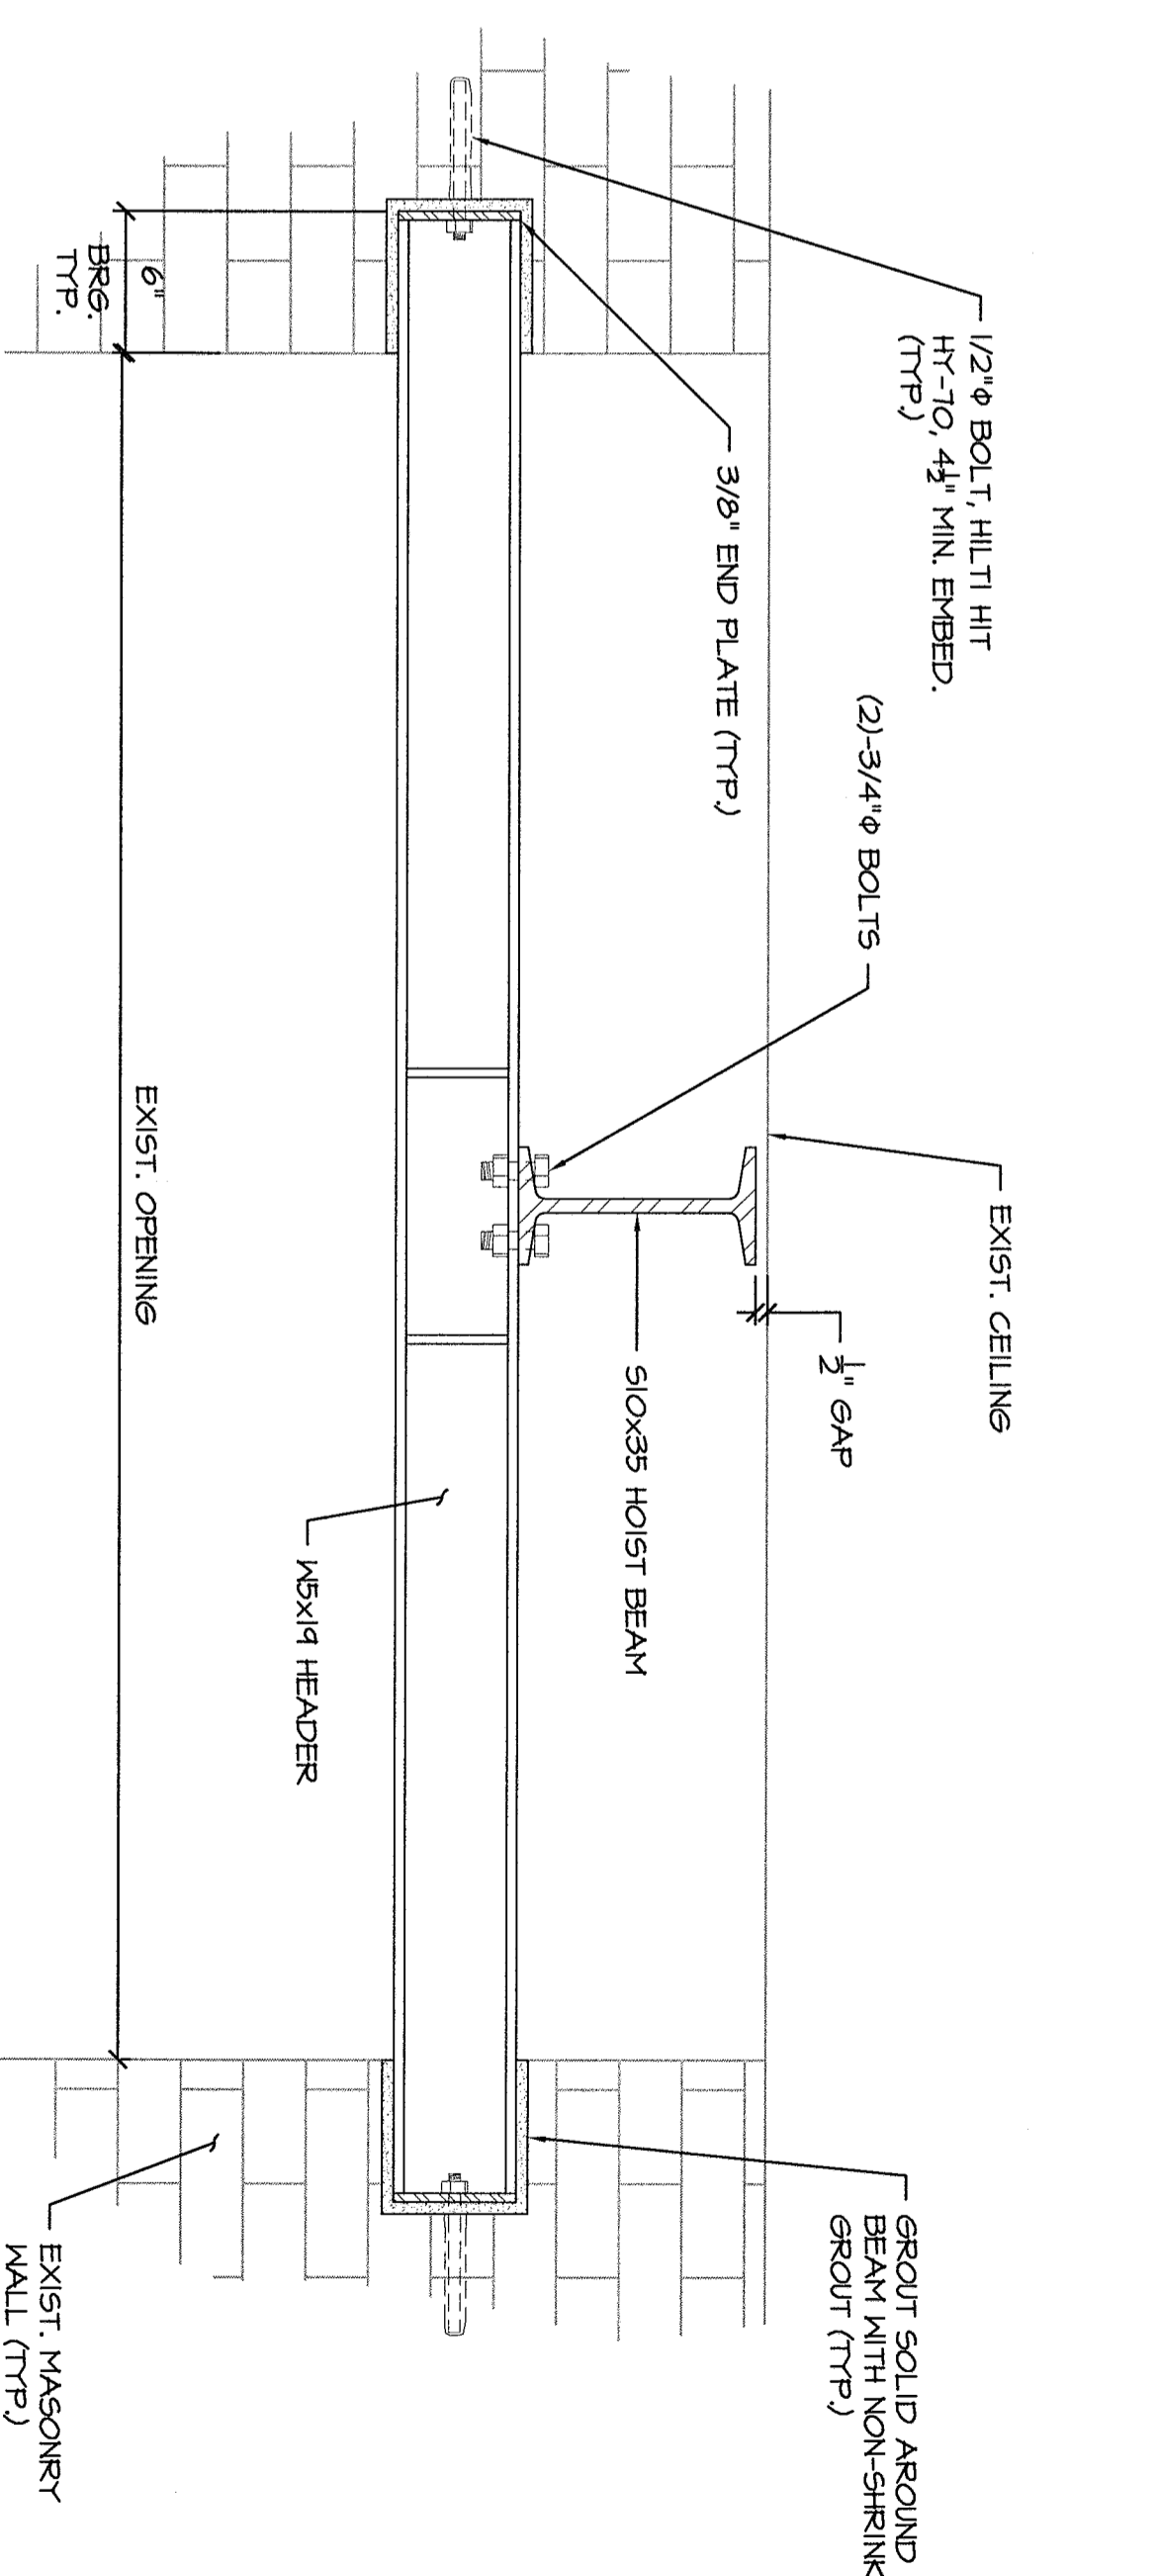 1/2"Φ BOLT, HILTI HIT
HY-70, 4½" MIN. EMBED.
(TYP.)
3/8" END PLATE (TYP.)
(2)-3/4"Φ BOLTS
EXIST. CEILING
½" GAP
S10x35 HOIST BEAM
W5x19 HEADER
GROUT SOLID AROUND
BEAM WITH NON-SHRINK
GROUT (TYP.)
6"
BRG.
TYP.
EXIST. OPENING
EXIST. MASONRY
WALL (TYP.)